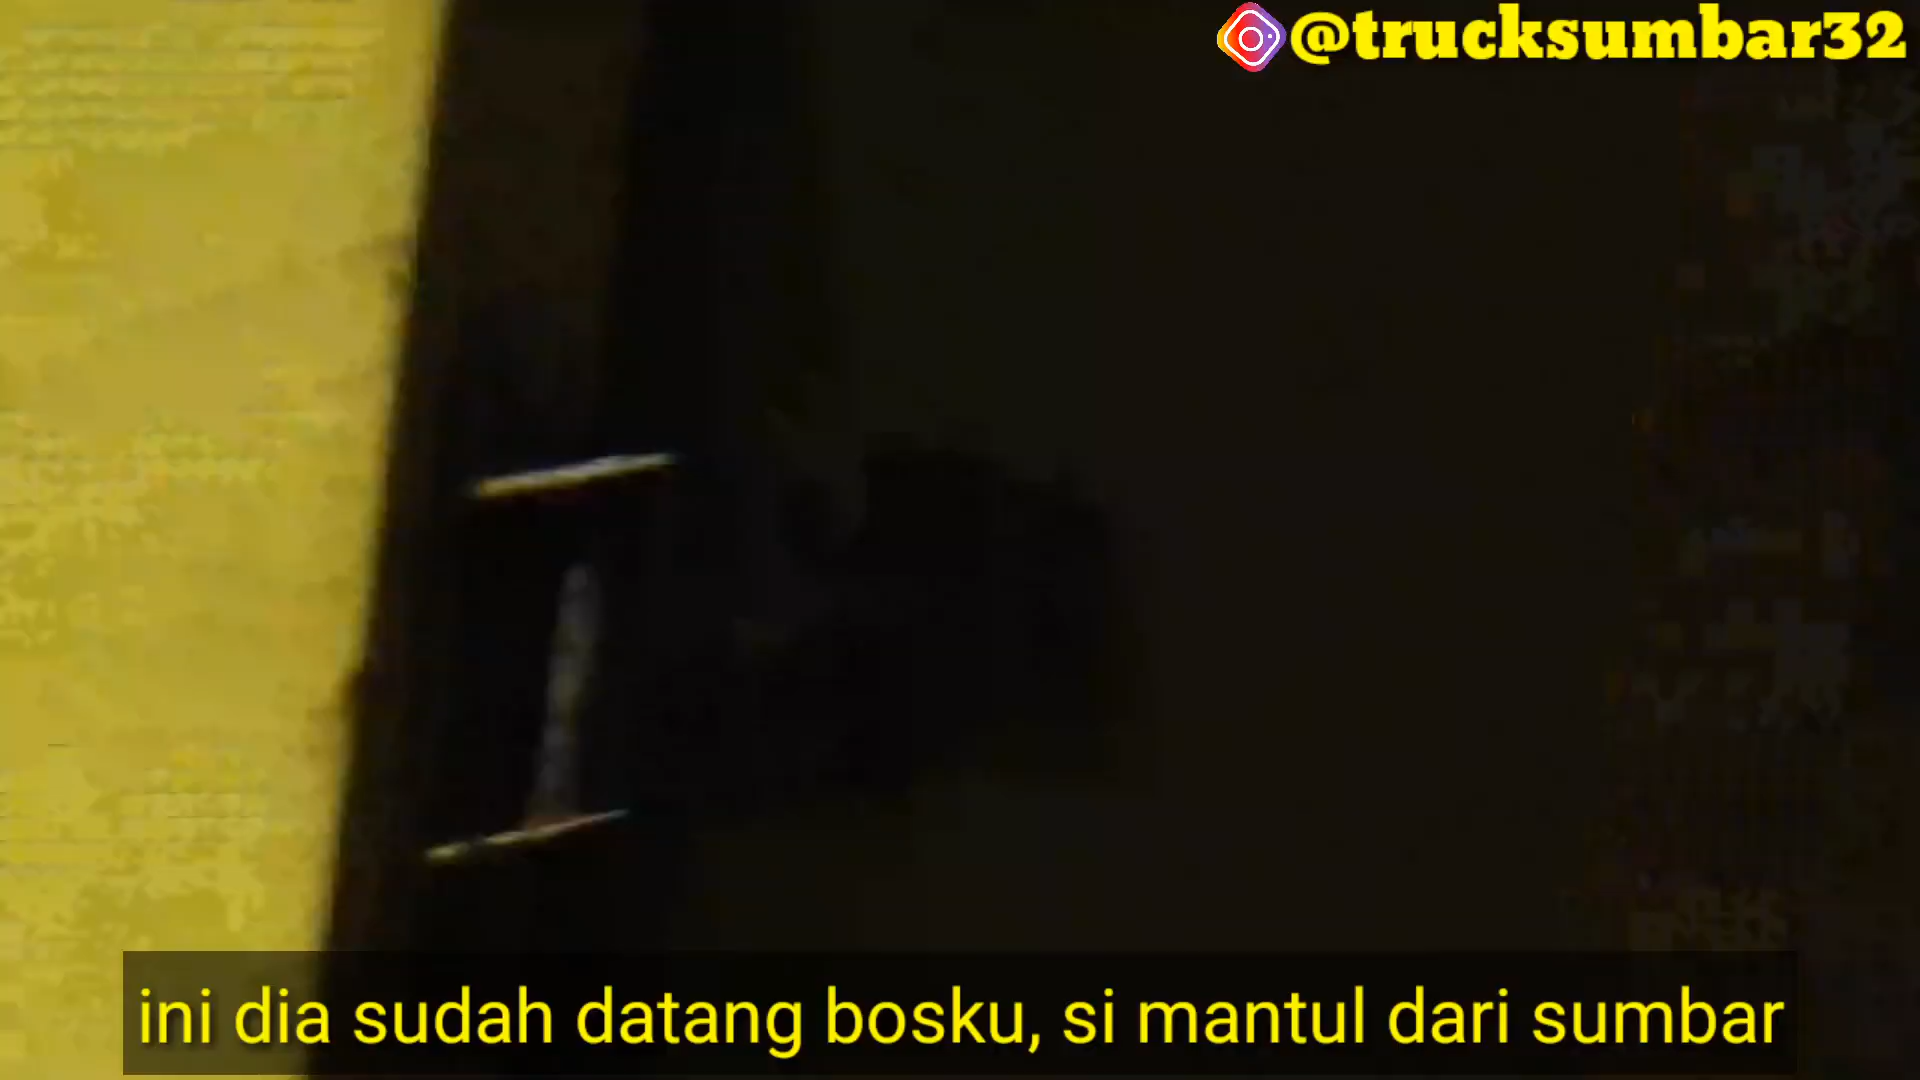 @trucksumbar32
ini dia sudah datang bosku, si mantul dari sumbar